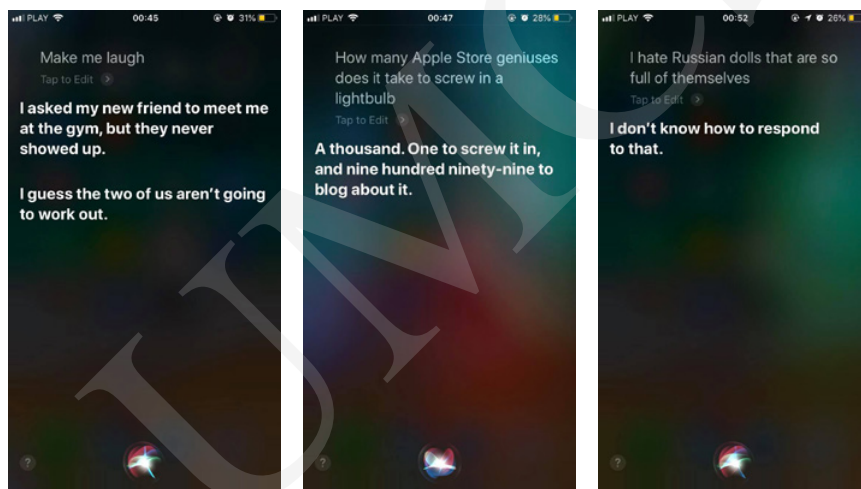 PLAY 00:45 31%
Make me laugh
Tap to Edit
I asked my new friend to meet me
at the gym, but they never
showed up.
I guess the two of us aren't going
to work out.
?
PLAY 00:47 28%
How many Apple Store geniuses
does it take to screw in a
lightbulb
Tap to Edit
A thousand. One to screw it in,
and nine hundred ninety-nine to
blog about it.
?
PLAY 00:52 26%
I hate Russian dolls that are so
full of themselves
Tap to Edit
I don't know how to respond
to that.
?
UMC